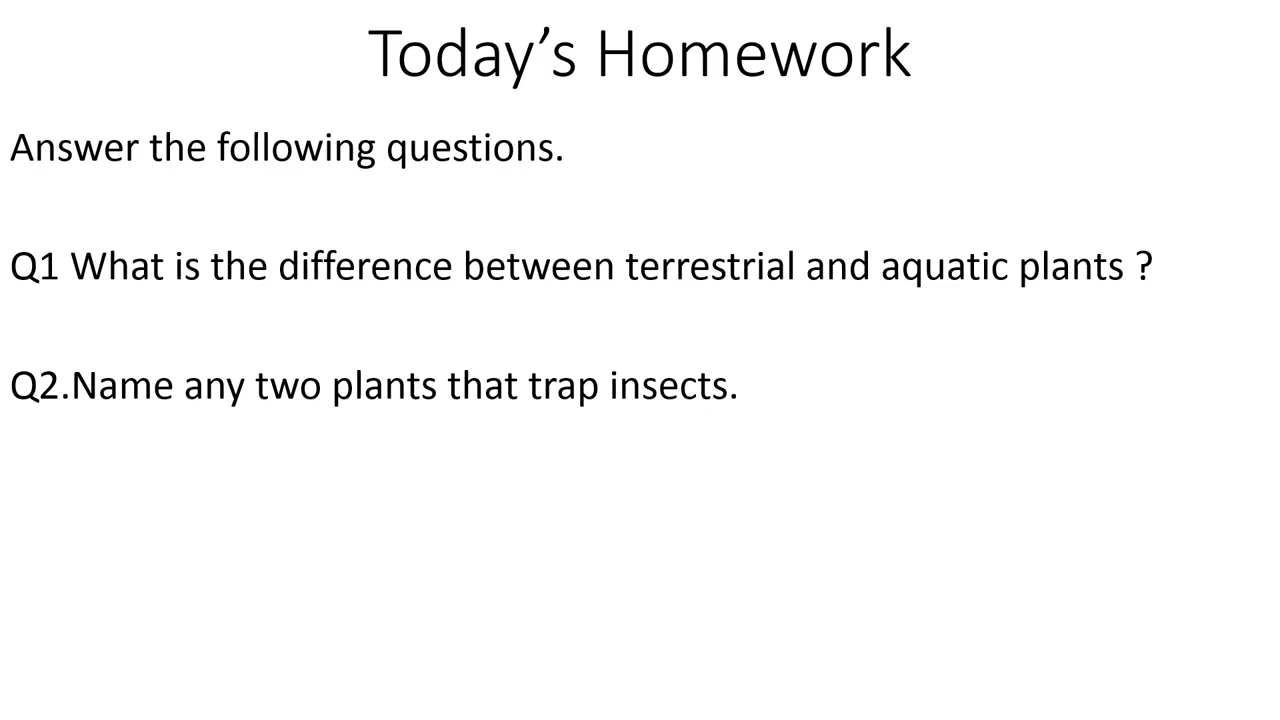 Today’s Homework
Answer the following questions.
Q1 What is the difference between terrestrial and aquatic plants ?
Q2.Name any two plants that trap insects.